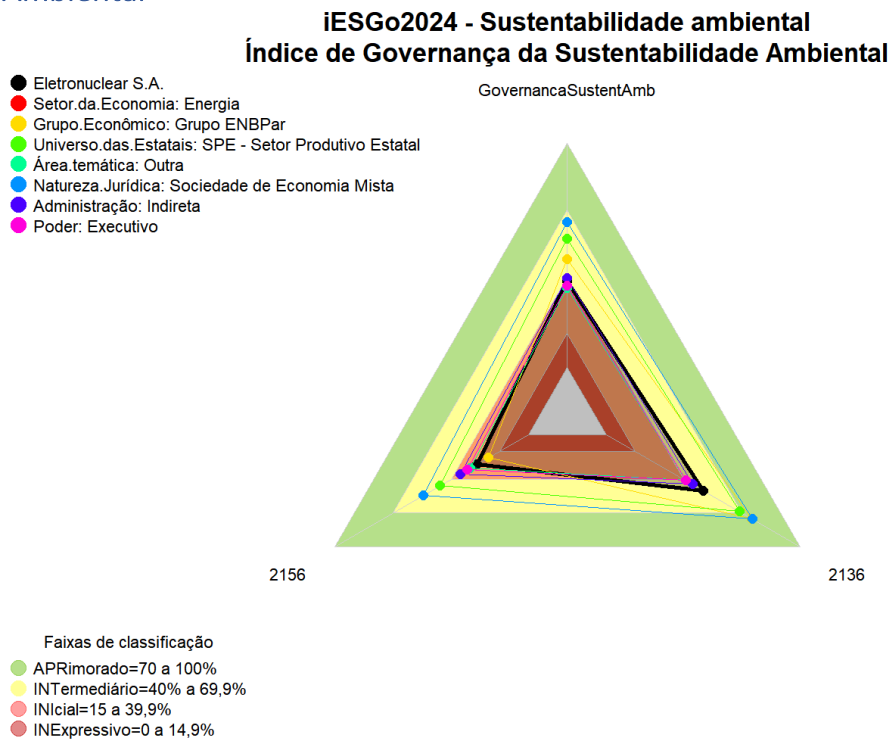 Ambiental
iESGo2024 - Sustentabilidade ambiental
Índice de Governança da Sustentabilidade Ambiental
Eletronuclear S.A.
Setor.da.Economia: Energia
Grupo.Econômico: Grupo ENBPar
Universo.das.Estatais: SPE - Setor Produtivo Estatal
Área.temática: Outra
Natureza.Jurídica: Sociedade de Economia Mista
Administração: Indireta
Poder: Executivo
GovernancaSustentAmb
2156
2136
Faixas de classificação
APRimorado=70 a 100%
INTermediário=40% a 69,9%
INIcial=15 a 39,9%
INExpressivo=0 a 14,9%